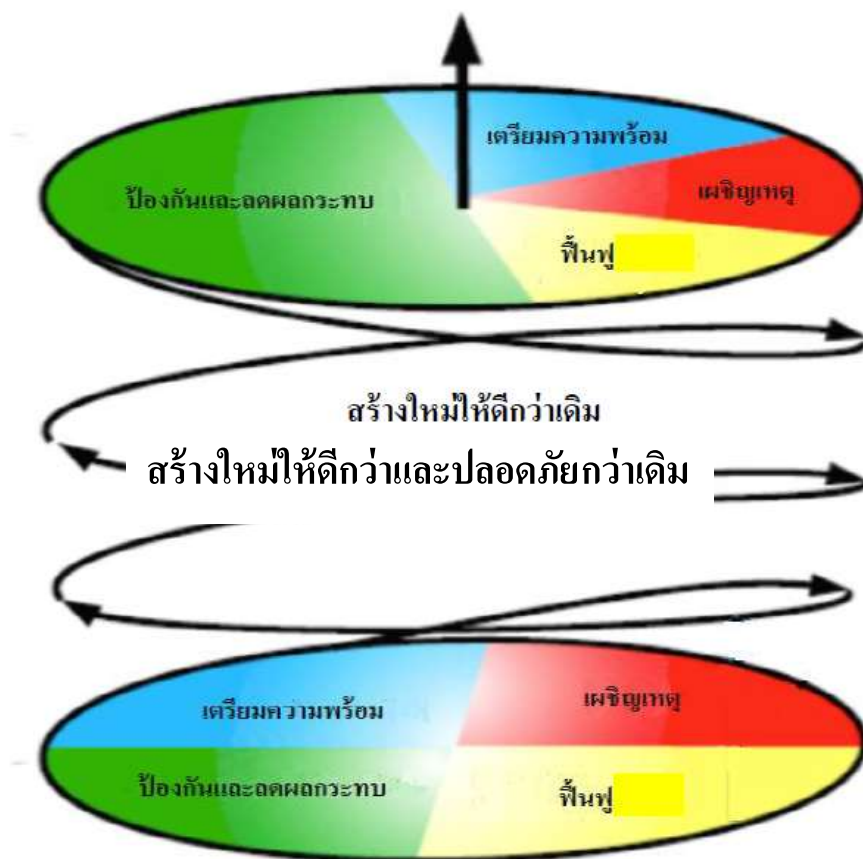 เตรียมความพร้อม
ป้องกันและลดผลกระทบ
เผชิญเหตุ
ฟื้นฟู
สร้างใหม่ให้ดีกว่าเดิม
สร้างใหม่ให้ดีกว่าและปลอดภัยกว่าเดิม
เตรียมความพร้อม
เผชิญเหตุ
ป้องกันและลดผลกระทบ
ฟื้นฟู